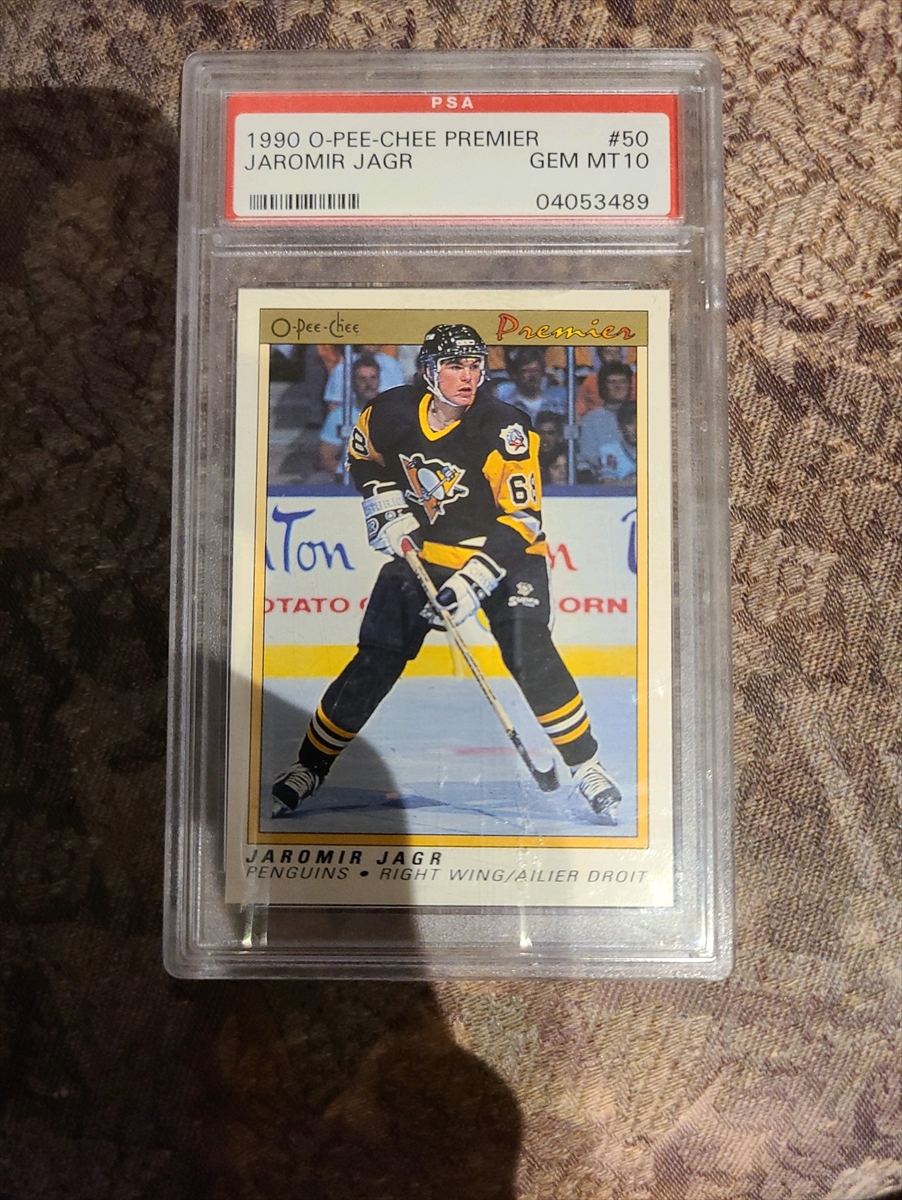 PSA
1990 O-PEE-CHEE PREMIER #50
JAROMIR JAGR GEM MT10
04053489
O-Pee-Chee Premier
8
68
Ton
OTATO
ORN
JAROMIR JAGR
PENGUINS • RIGHT WING/AILIER DROIT